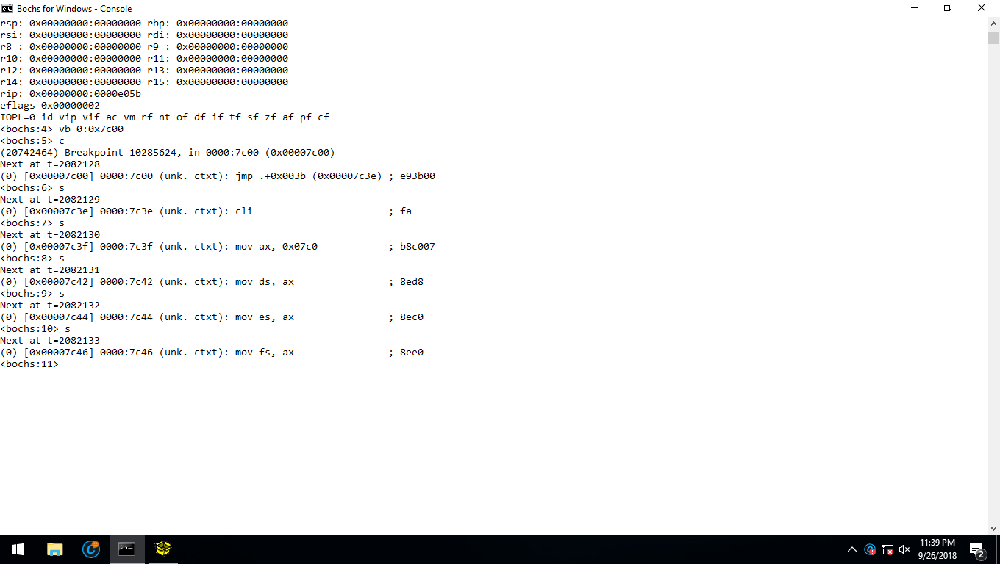 Bochs for Windows - Console
rsp: 0x00000000:00000000 rbp: 0x00000000:00000000
rsi: 0x00000000:00000000 rdi: 0x00000000:00000000
r8 : 0x00000000:00000000 r9 : 0x00000000:00000000
r10: 0x00000000:00000000 r11: 0x00000000:00000000
r12: 0x00000000:00000000 r13: 0x00000000:00000000
r14: 0x00000000:00000000 r15: 0x00000000:00000000
rip: 0x00000000:0000e05b
eflags 0x00000002
IOPL=0 id vip vif ac vm rf nt of df if tf sf zf af pf cf
<bochs:4> vb 0:0x7c00
<bochs:5> c
(20742464) Breakpoint 10285624, in 0000:7c00 (0x00007c00)
Next at t=2082128
(0) [0x00007c00] 0000:7c00 (unk. ctxt): jmp .+0x003b (0x00007c3e) ; e93b00
<bochs:6> s
Next at t=2082129
(0) [0x00007c3e] 0000:7c3e (unk. ctxt): cli                       ; fa
<bochs:7> s
Next at t=2082130
(0) [0x00007c3f] 0000:7c3f (unk. ctxt): mov ax, 0x07c0            ; b8c007
<bochs:8> s
Next at t=2082131
(0) [0x00007c42] 0000:7c42 (unk. ctxt): mov ds, ax                ; 8ed8
<bochs:9> s
Next at t=2082132
(0) [0x00007c44] 0000:7c44 (unk. ctxt): mov es, ax                ; 8ec0
<bochs:10> s
Next at t=2082133
(0) [0x00007c46] 0000:7c46 (unk. ctxt): mov fs, ax                ; 8ee0
<bochs:11>
11:39 PM
9/26/2018
2